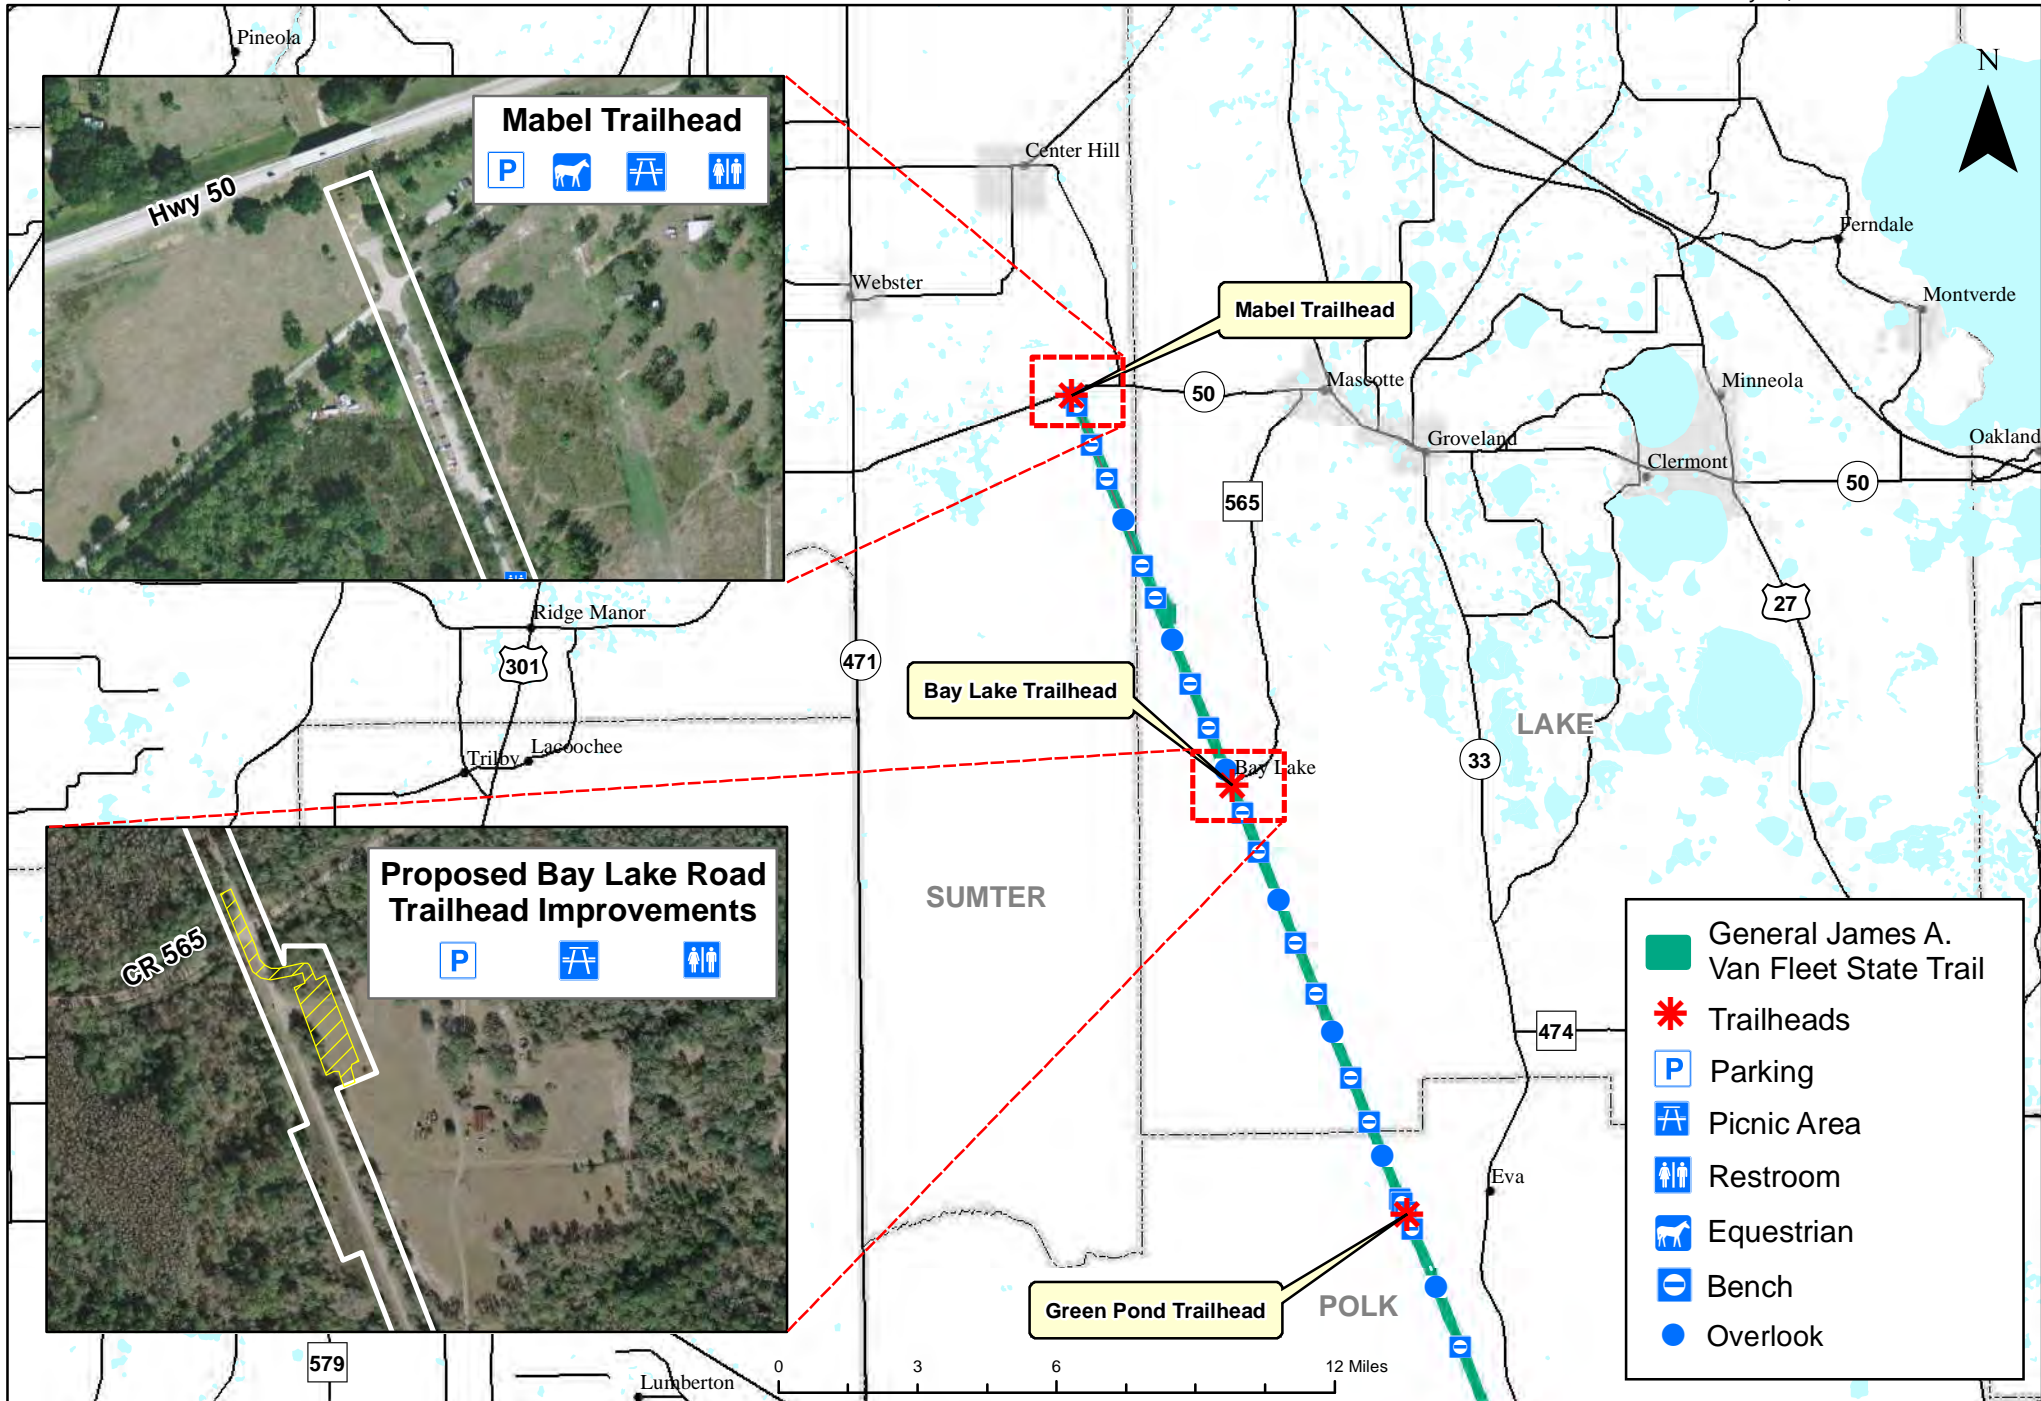 Pineola
N
Mabel Trailhead
P
Hwy 50
Center Hill
Ferndale
Webster
Montverde
Mabel Trailhead
50
Mascotte
Minneola
Groveland
Oakland
Clermont
50
565
27
Ridge Manor
301
471
Bay Lake Trailhead
LAKE
33
Lacoochee
Trilby
Bay Lake
Proposed Bay Lake Road
Trailhead Improvements
P
CR 565
SUMTER
General James A.
Van Fleet State Trail
Trailheads
474
P
Parking
Picnic Area
Restroom
Eva
Equestrian
Bench
Green Pond Trailhead
POLK
Overlook
579
0
3
6
12 Miles
Lumberton